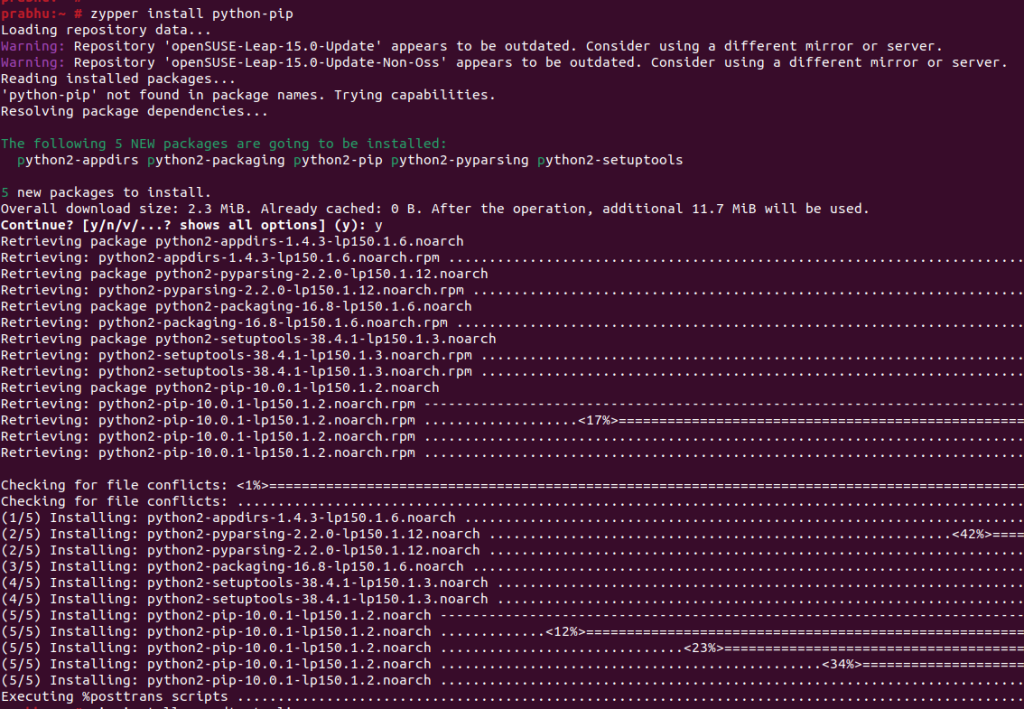 prabhu:~ # zypper install python-pip
Loading repository data...
Warning: Repository 'openSUSE-Leap-15.0-Update' appears to be outdated. Consider using a different mirror or server.
Warning: Repository 'openSUSE-Leap-15.0-Update-Non-Oss' appears to be outdated. Consider using a different mirror or server.
Reading installed packages...
'python-pip' not found in package names. Trying capabilities.
Resolving package dependencies...
The following 5 NEW packages are going to be installed:
python2-appdirs python2-packaging python2-pip python2-pyparsing python2-setuptools
5 new packages to install.
Overall download size: 2.3 MiB. Already cached: 0 B. After the operation, additional 11.7 MiB will be used.
Continue? [y/n/v/...? shows all options] (y): y
Retrieving package python2-appdirs-1.4.3-lp150.1.6.noarch
Retrieving: python2-appdirs-1.4.3-lp150.1.6.noarch.rpm ........................................................................
Retrieving package python2-pyparsing-2.2.0-lp150.1.12.noarch
Retrieving: python2-pyparsing-2.2.0-lp150.1.12.noarch.rpm .....................................................................
Retrieving package python2-packaging-16.8-lp150.1.6.noarch
Retrieving: python2-packaging-16.8-lp150.1.6.noarch.rpm .......................................................................
Retrieving package python2-setuptools-38.4.1-lp150.1.3.noarch
Retrieving: python2-setuptools-38.4.1-lp150.1.3.noarch.rpm ....................................................................
Retrieving: python2-setuptools-38.4.1-lp150.1.3.noarch.rpm ....................................................................
Retrieving package python2-pip-10.0.1-lp150.1.2.noarch
Retrieving: python2-pip-10.0.1-lp150.1.2.noarch.rpm ---------------------------------------------------------------------------
Retrieving: python2-pip-10.0.1-lp150.1.2.noarch.rpm ...................<17%>==================================================
Retrieving: python2-pip-10.0.1-lp150.1.2.noarch.rpm ...........................................................................
Retrieving: python2-pip-10.0.1-lp150.1.2.noarch.rpm ...........................................................................
Checking for file conflicts: <1%>=============================================================================================
Checking for file conflicts: ..................................................................................................
(1/5) Installing: python2-appdirs-1.4.3-lp150.1.6.noarch ......................................................................
(2/5) Installing: python2-pyparsing-2.2.0-lp150.1.12.noarch .........................................................<42%>====
(2/5) Installing: python2-pyparsing-2.2.0-lp150.1.12.noarch ...................................................................
(3/5) Installing: python2-packaging-16.8-lp150.1.6.noarch .....................................................................
(4/5) Installing: python2-setuptools-38.4.1-lp150.1.3.noarch ..................................................................
(4/5) Installing: python2-setuptools-38.4.1-lp150.1.3.noarch ..................................................................
(5/5) Installing: python2-pip-10.0.1-lp150.1.2.noarch -------------------------------------------------------------------------
(5/5) Installing: python2-pip-10.0.1-lp150.1.2.noarch .............<12%>======================================================
(5/5) Installing: python2-pip-10.0.1-lp150.1.2.noarch ..............................<23%>=====================================
(5/5) Installing: python2-pip-10.0.1-lp150.1.2.noarch ...............................................<34%>====================
(5/5) Installing: python2-pip-10.0.1-lp150.1.2.noarch .........................................................................
Executing %posttrans scripts ..................................................................................................